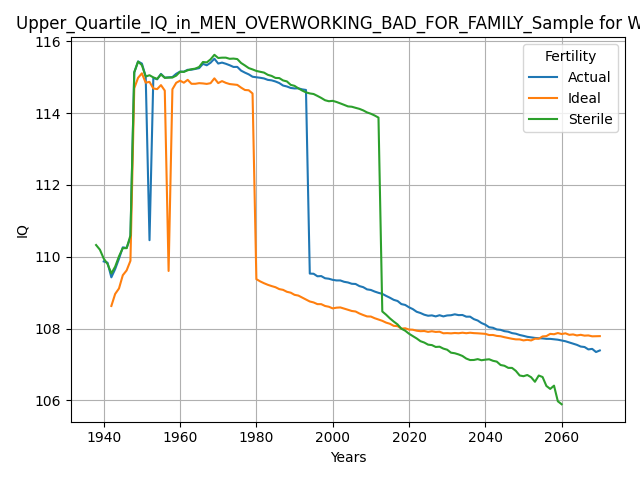 Upper_Quartile_IQ_in_MEN_OVERWORKING_BAD_FOR_FAMILY_Sample for W
116
114
112
110
108
106
IQ
Fertility
Actual
Ideal
Sterile
1940 1960 1980 2000 2020 2040 2060
Years